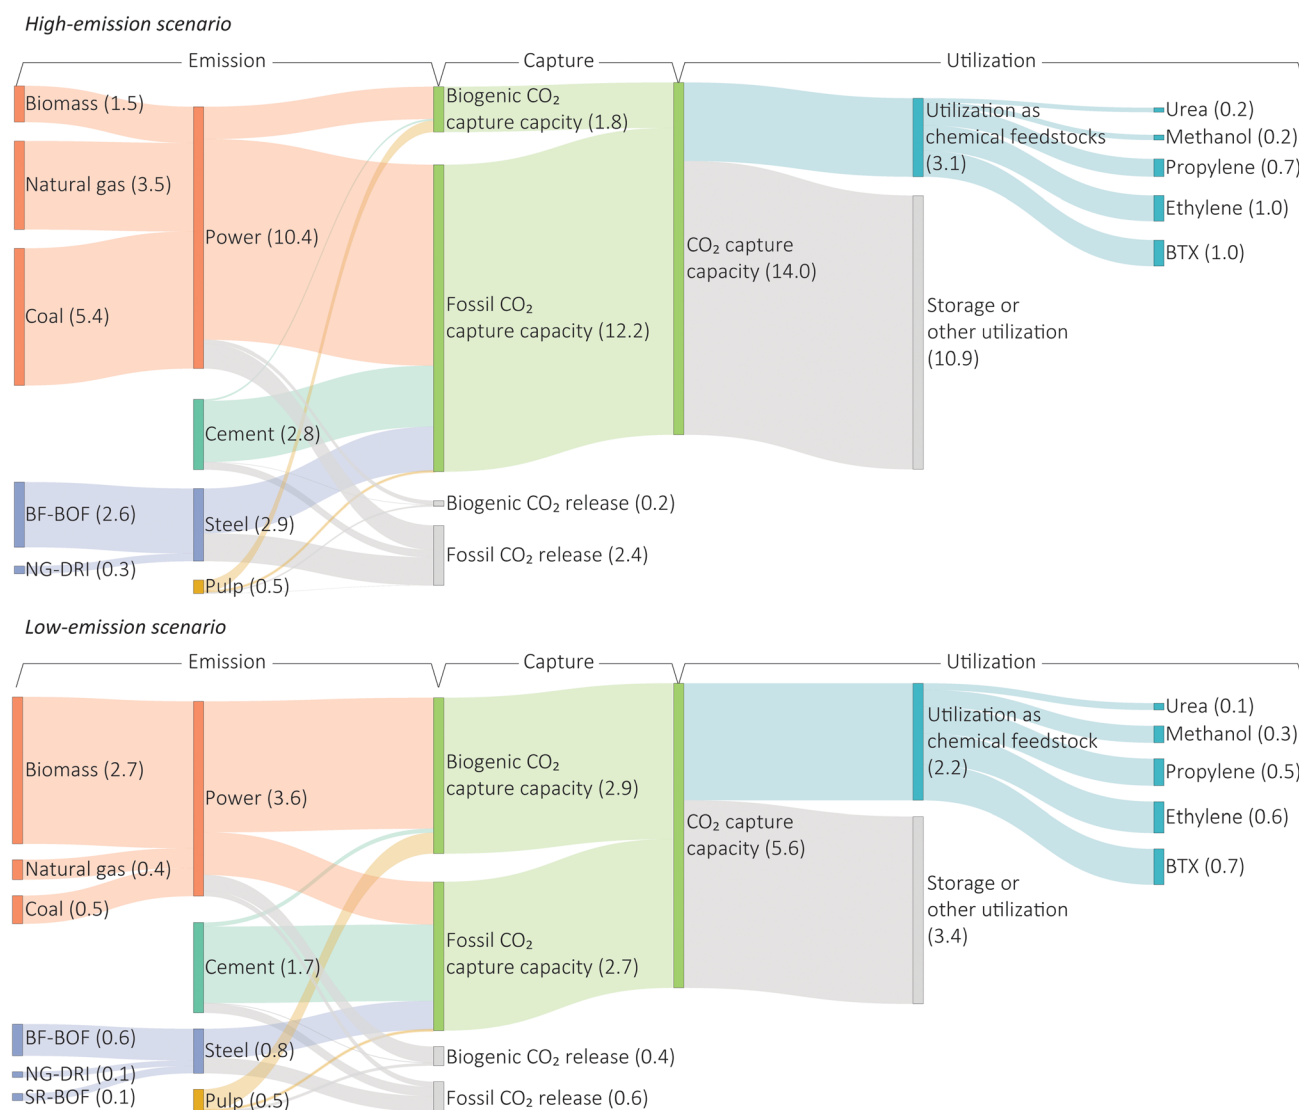 High-emission scenario
Emission
Capture
Utilization
Biomass (1.5)
Natural gas (3.5)
Coal (5.4)
BF-BOF (2.6)
NG-DRI (0.3)
Power (10.4)
Cement (2.8)
Steel (2.9)
Pulp (0.5)
Biogenic CO₂
capture capcity (1.8)
Fossil CO₂
capture capacity (12.2)
Biogenic CO₂ release (0.2)
Fossil CO₂ release (2.4)
CO₂ capture
capacity (14.0)
Utilization as
chemical feedstocks
(3.1)
Storage or
other utilization
(10.9)
Urea (0.2)
Methanol (0.2)
Propylene (0.7)
Ethylene (1.0)
BTX (1.0)
Low-emission scenario
Emission
Capture
Utilization
Biomass (2.7)
Natural gas (0.4)
Coal (0.5)
BF-BOF (0.6)
NG-DRI (0.1)
SR-BOF (0.1)
Power (3.6)
Cement (1.7)
Steel (0.8)
Pulp (0.5)
Biogenic CO₂
capture capacity (2.9)
Fossil CO₂
capture capacity (2.7)
Biogenic CO₂ release (0.4)
Fossil CO₂ release (0.6)
CO₂ capture
capacity (5.6)
Utilization as
chemical feedstock
(2.2)
Storage or
other utilization
(3.4)
Urea (0.1)
Methanol (0.3)
Propylene (0.5)
Ethylene (0.6)
BTX (0.7)